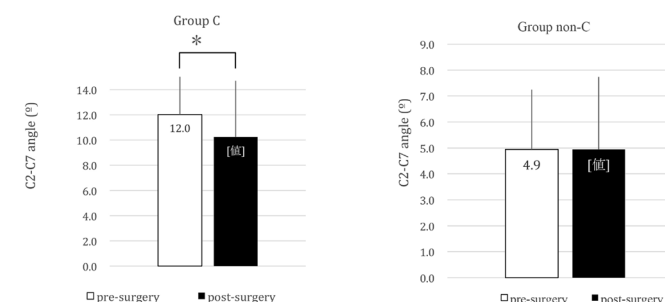 Group C
*
C2-C7 angle (º)
14.0
12.0
10.0
8.0
6.0
4.0
2.0
0.0
12.0
[値]
□ pre-surgery ■ post-surgery
Group non-C
C2-C7 angle (º)
9.0
8.0
7.0
6.0
5.0
4.0
3.0
2.0
1.0
0.0
4.9
[値]
□ pre-surgery ■ post-surgery